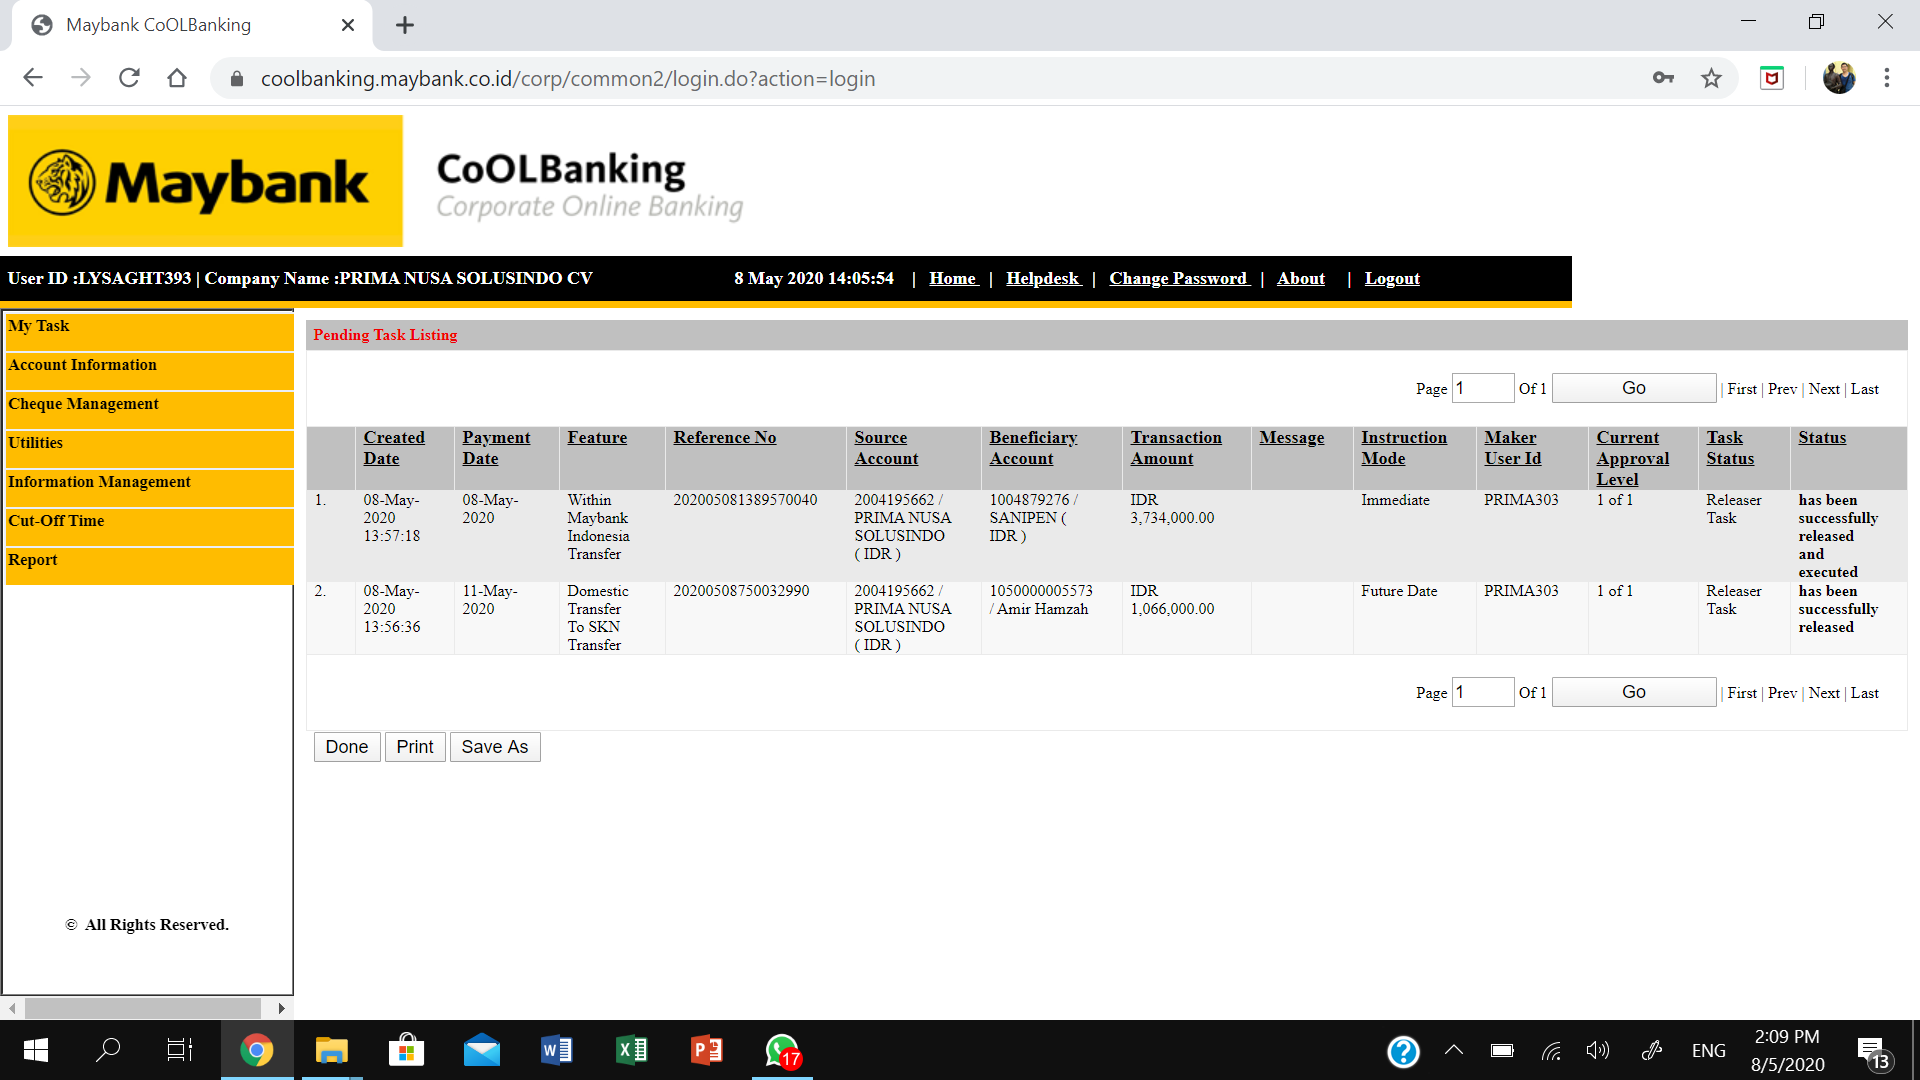 Maybank CoOLBanking
coolbanking.maybank.co.id/corp/common2/login.do?action=login
Maybank
CoOLBanking
Corporate Online Banking
User ID :LYSAGHT393 | Company Name :PRIMA NUSA SOLUSINDO CV 8 May 2020 14:05:54 | Home | Helpdesk | Change Password | About | Logout
My Task
Account Information
Cheque Management
Utilities
Information Management
Cut-Off Time
Report
© All Rights Reserved.
Pending Task Listing
Page 1 Of 1 Go | First | Prev | Next | Last
Created Date Payment Date Feature Reference No Source Account Beneficiary Account Transaction Amount Message Instruction Mode Maker User Id Current Approval Level Task Status Status
1. 08-May-2020 13:57:18 08-May-2020 Within Maybank Indonesia Transfer 202005081389570040 2004195662 / PRIMA NUSA SOLUSINDO ( IDR ) 1004879276 / SANIPEN ( IDR ) IDR 3,734,000.00 Immediate PRIMA303 1 of 1 Releaser Task has been successfully released and executed
2. 08-May-2020 13:56:36 11-May-2020 Domestic Transfer To SKN Transfer 20200508750032990 2004195662 / PRIMA NUSA SOLUSINDO ( IDR ) 1050000005573 / Amir Hamzah IDR 1,066,000.00 Future Date PRIMA303 1 of 1 Releaser Task has been successfully released
Page 1 Of 1 Go | First | Prev | Next | Last
Done Print Save As
17
ENG
2:09 PM
8/5/2020
13